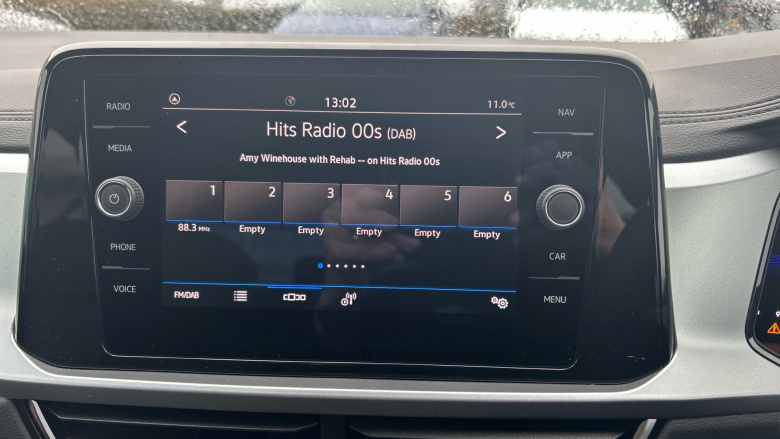 RADIO
MEDIA
PHONE
VOICE
13:02
11.0°C
< Hits Radio 00s (DAB) >
Amy Winehouse with Rehab -- on Hits Radio 00s
1 2 3 4 5 6
88.3 MHz Empty Empty Empty Empty Empty
FM/DAB
NAV
APP
CAR
MENU